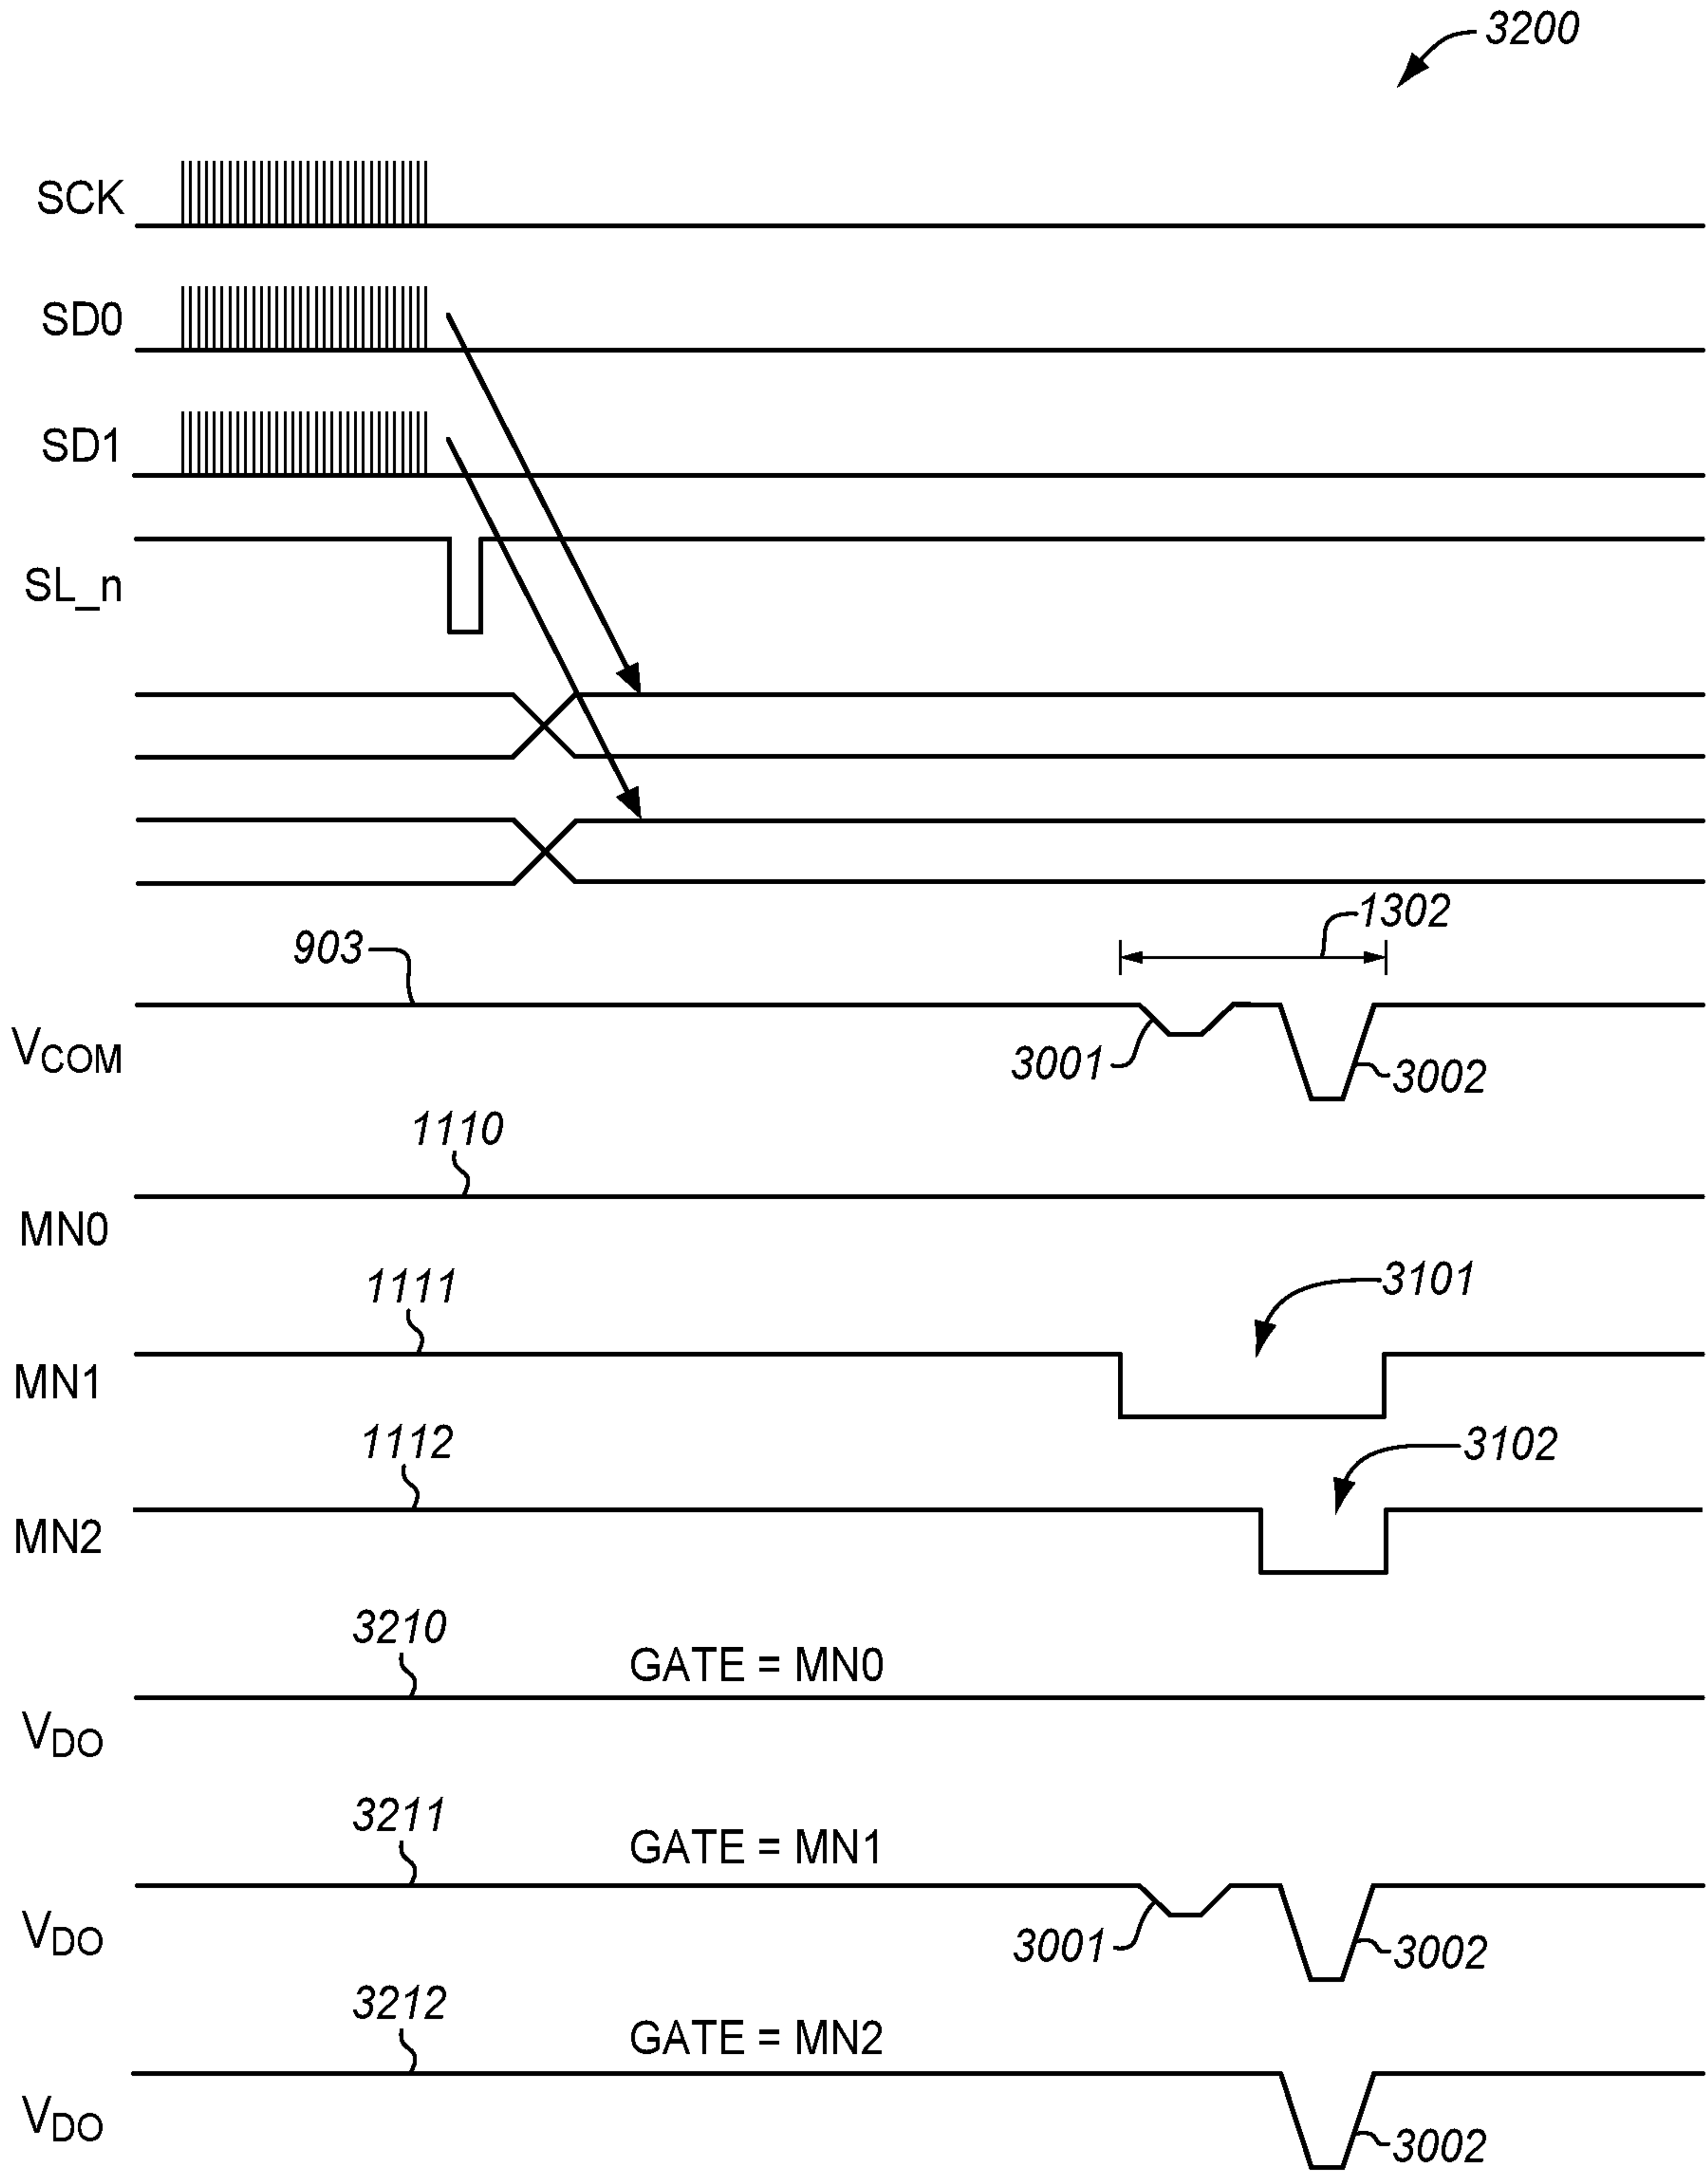 3200
SCK
SD0
SD1
SL_n
1302
903
VCOM
3001
3002
1110
MN0
1111
3101
MN1
1112
3102
MN2
3210
GATE = MN0
VDO
3211
GATE = MN1
VDO
3001
3002
3212
GATE = MN2
VDO
3002